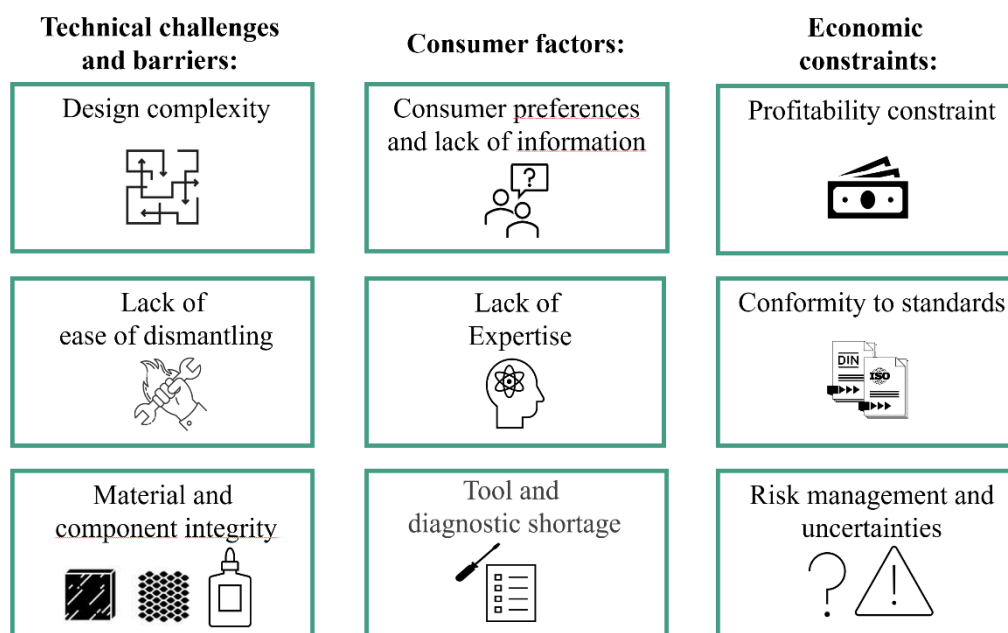 Technical challenges
and barriers:
Design complexity
Lack of
ease of dismantling
Material and
component integrity
Consumer factors:
Consumer preferences
and lack of information
?
Lack of
Expertise
Tool and
diagnostic shortage
Economic
constraints:
Profitability constraint
Conformity to standards
DIN
ISO
Risk management and
uncertainties
? !